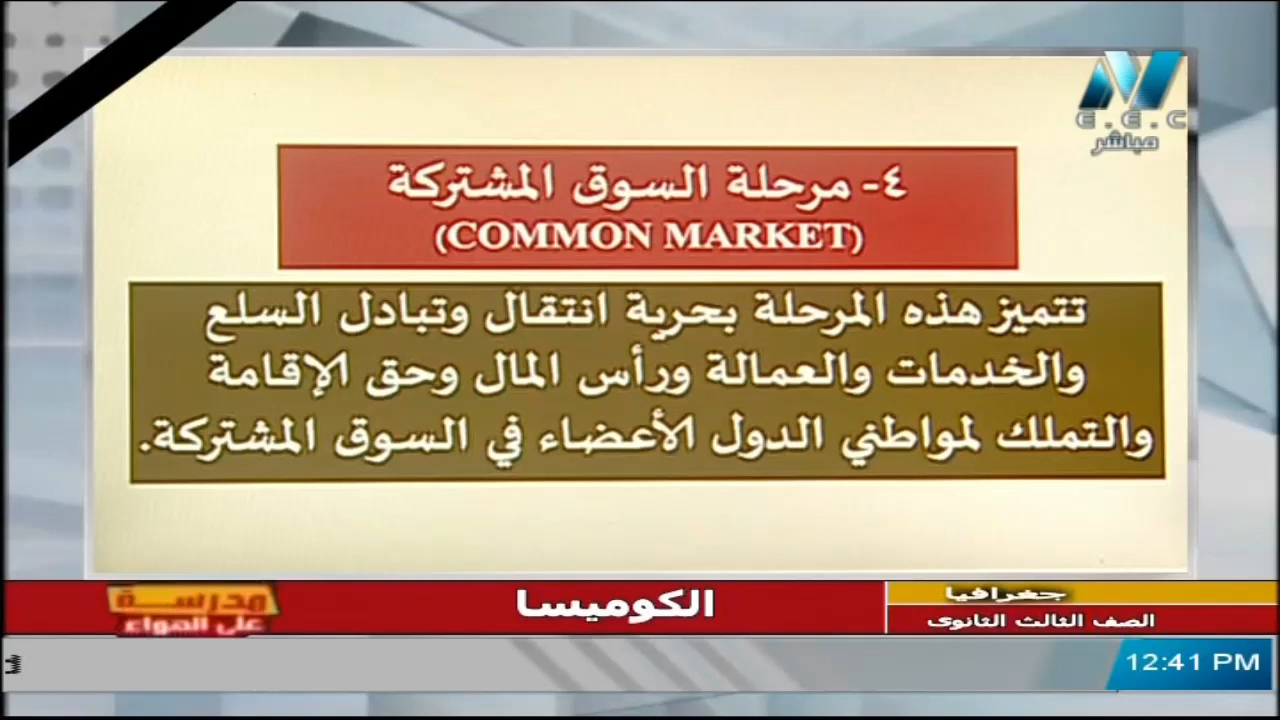 E.E.C
مباشر
٤- مرحلة السوق المشتركة
(COMMON MARKET)
تتميز هذه المرحلة بحرية انتقال وتبادل السلع
والخدمات والعمالة ورأس المال وحق الإقامة
والتملك لمواطني الدول الأعضاء في السوق المشتركة.
جغرافيا
الصف الثالث الثانوى
الكوميسا
مدرسة
على الهواء
12:41 PM